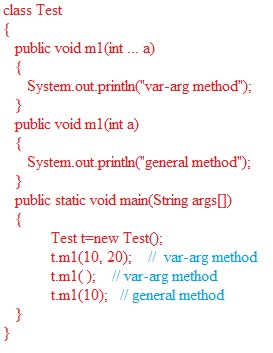 class Test
{
public void m1(int ... a)
{
System.out.println("var-arg method");
}
public void m1(int a)
{
System.out.println("general method");
}
public static void main(String args[])
{
Test t=new Test();
t.m1(10, 20); // var-arg method
t.m1( ); // var-arg method
t.m1(10); // general method
}
}